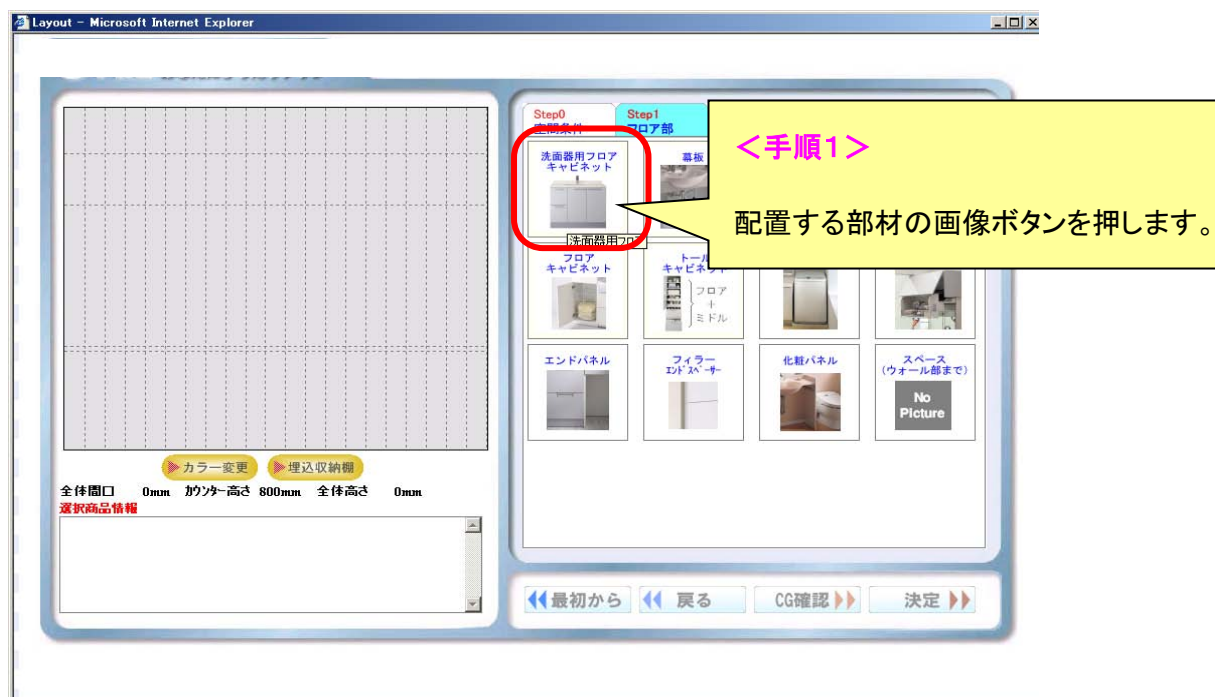 Layout - Microsoft Internet Explorer
Step0
空間条件
Step1
フロア部
＜手順１＞
配置する部材の画像ボタンを押します。
洗面器用フロア
キャビネット
幕板
洗面器用フロア
フロア
キャビネット
トール
キャビネット
フロア
＋
ミドル
エンドパネル
フィラー
ｴﾝﾄﾞｽﾍﾟｰｻｰ
化粧パネル
スペース
(ウォール部まで)
No
Picture
カラー変更
埋込収納棚
全体間口 0mm ｶｳﾝﾀｰ高さ 800mm 全体高さ 0mm
選択商品情報
最初から
戻る
CG確認
決定